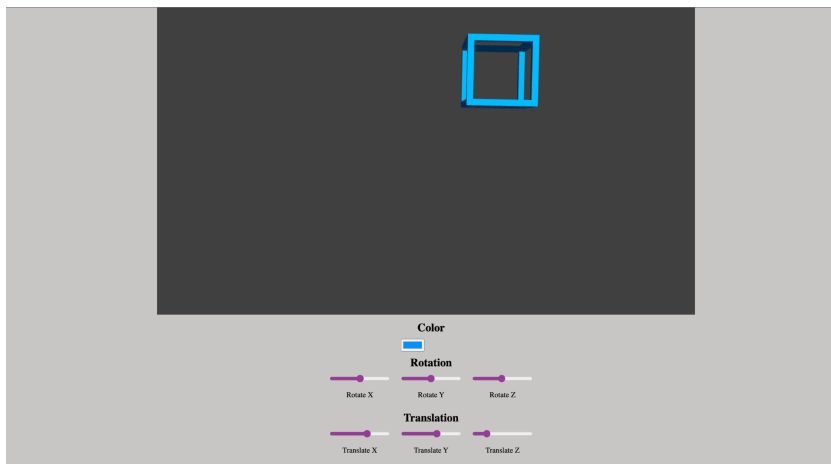 Color
Rotation
Rotate X Rotate Y Rotate Z
Translation
Translate X Translate Y Translate Z